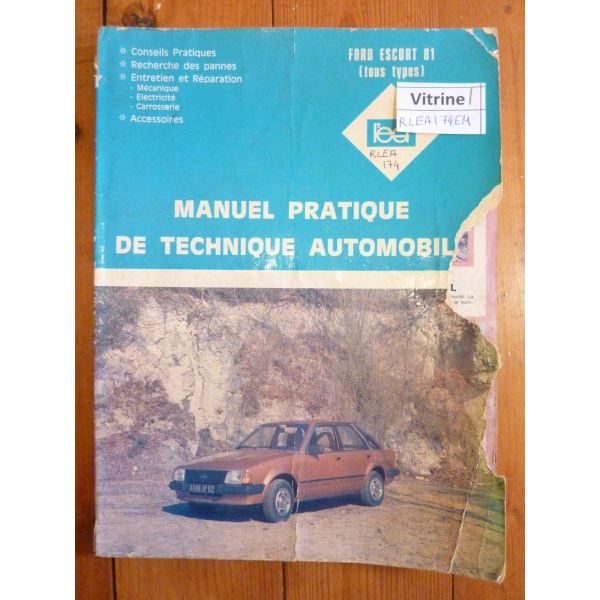 * Conseils Pratiques
* Recherche des pannes
* Entretien et Réparation
- Mécanique
- Electricité
- Carrosserie
* Accessoires
FORD ESCORT 81
(tous types)
Vitrine
RLEA174EM
l'ea
RLEA
174
MANUEL PRATIQUE
DE TECHNIQUE AUTOMOBIL
L